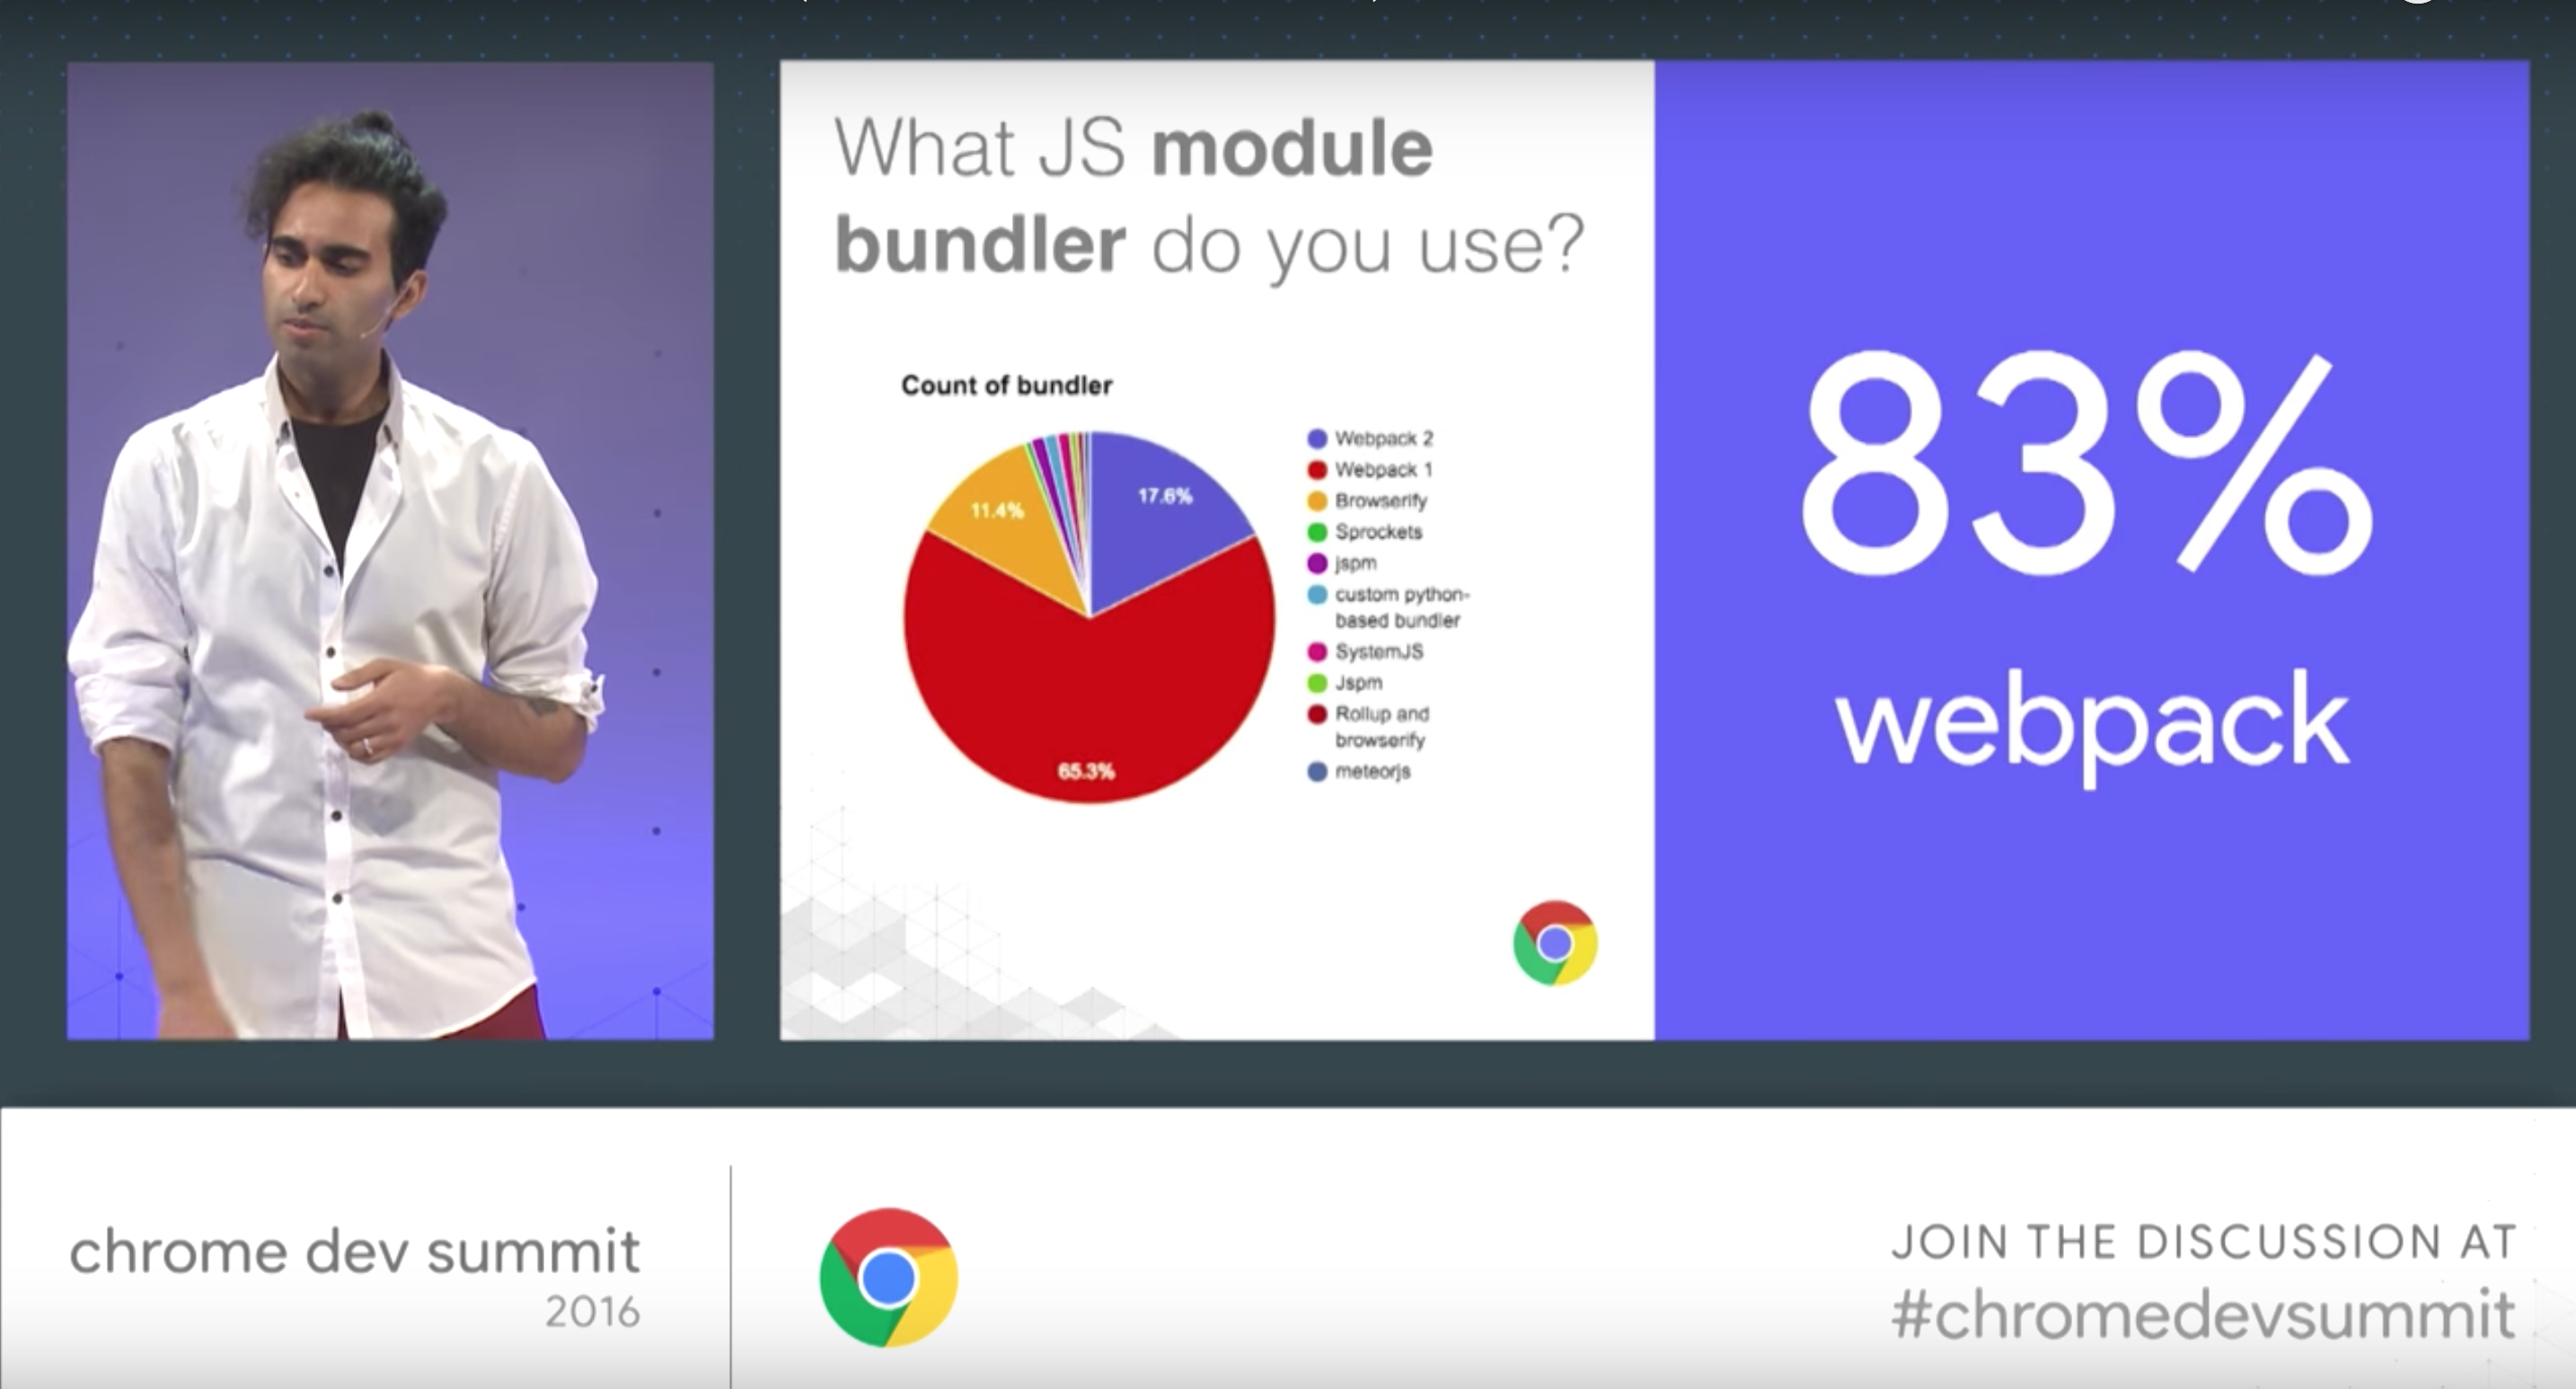 What JS module
bundler do you use?
Count of bundler
17.6%
11.4%
65.3%
Webpack 2
Webpack 1
Browserify
Sprockets
jspm
custom python-
based bundler
SystemJS
Jspm
Rollup and
browserify
meteorjs
83%
webpack
chrome dev summit
2016
JOIN THE DISCUSSION AT
#chromedevsummit